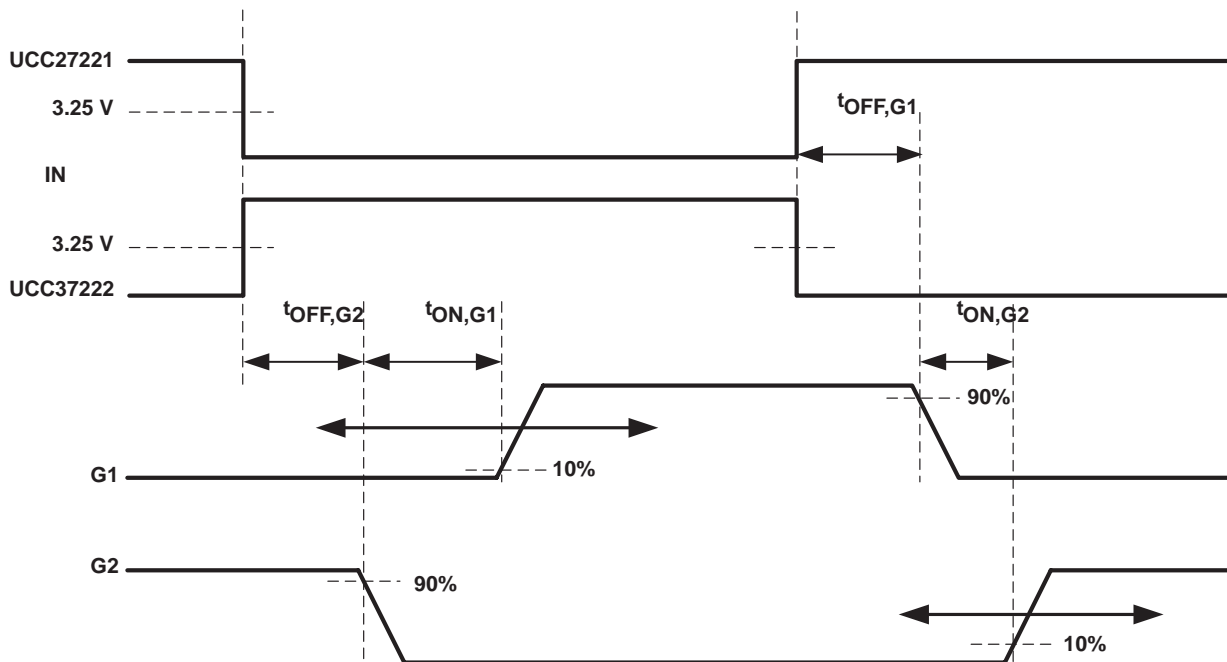 UCC27221
3.25 V
tOFF,G1
IN
3.25 V
UCC37222
tOFF,G2 tON,G1 tON,G2
90%
10%
G1
G2
90%
10%